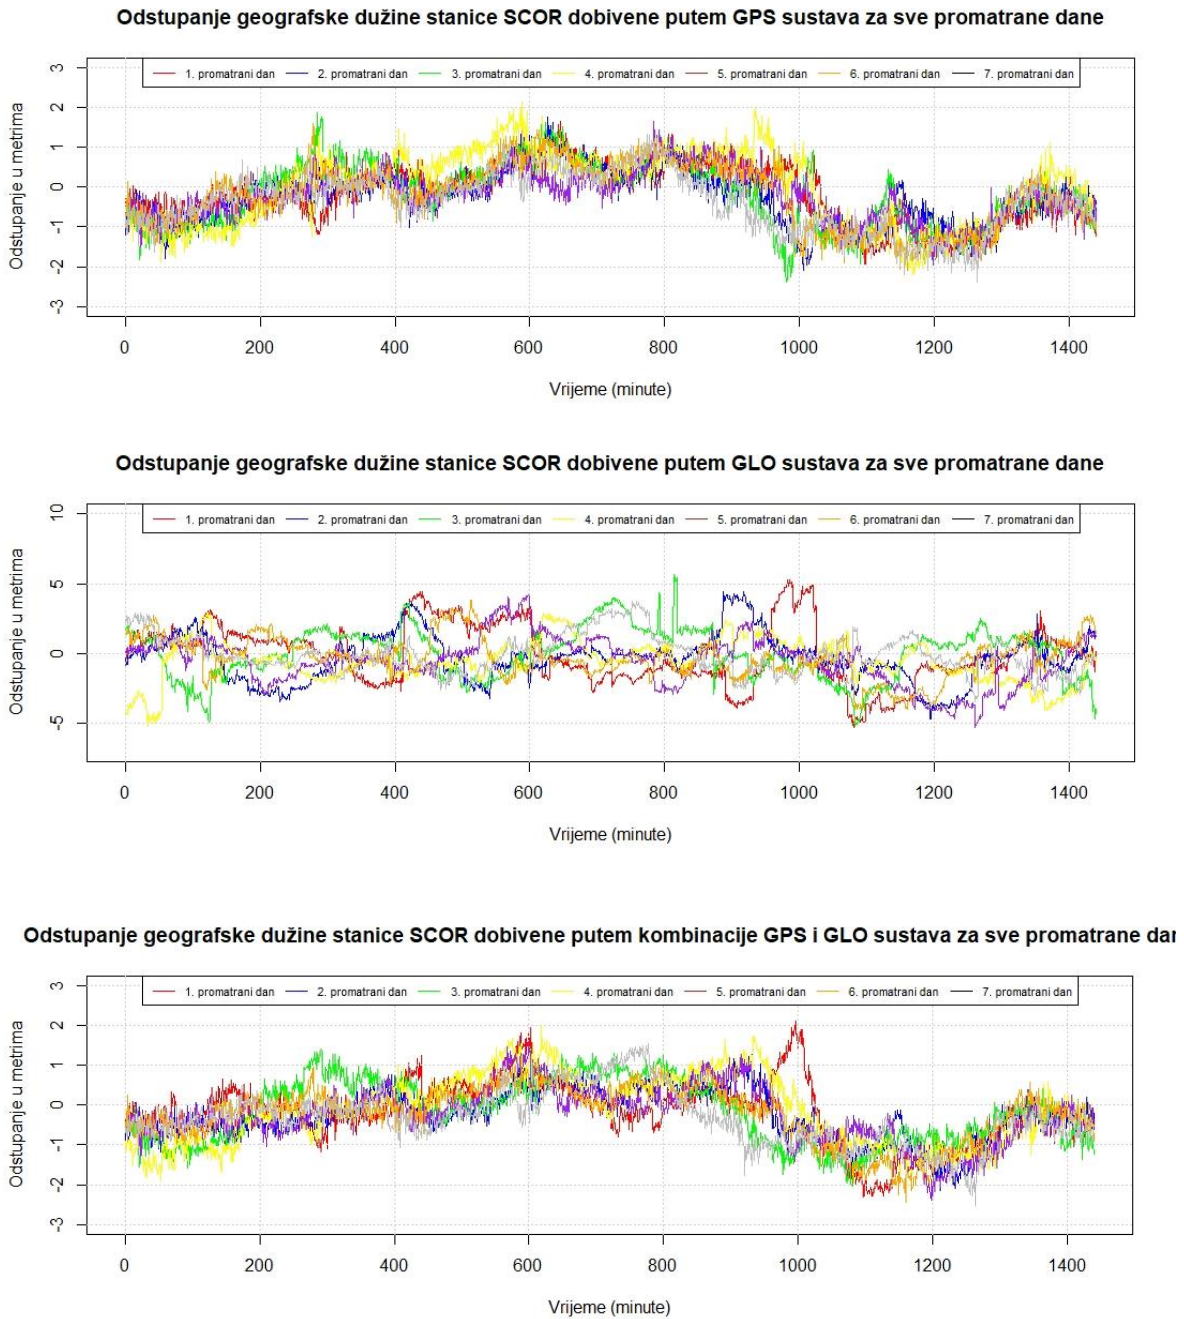 Odstupanje geografske dužine stanice SCOR dobivene putem GPS sustava za sve promatrane dane
1. promatrani dan 2. promatrani dan 3. promatrani dan 4. promatrani dan 5. promatrani dan 6. promatrani dan 7. promatrani dan
Odstupanje u metrima
3
2
1
0
-1
-2
-3
0 200 400 600 800 1000 1200 1400
Vrijeme (minute)
Odstupanje geografske dužine stanice SCOR dobivene putem GLO sustava za sve promatrane dane
1. promatrani dan 2. promatrani dan 3. promatrani dan 4. promatrani dan 5. promatrani dan 6. promatrani dan 7. promatrani dan
Odstupanje u metrima
10
5
0
-5
0 200 400 600 800 1000 1200 1400
Vrijeme (minute)
Odstupanje geografske dužine stanice SCOR dobivene putem kombinacije GPS i GLO sustava za sve promatrane dan
1. promatrani dan 2. promatrani dan 3. promatrani dan 4. promatrani dan 5. promatrani dan 6. promatrani dan 7. promatrani dan
Odstupanje u metrima
3
2
1
0
-1
-2
-3
0 200 400 600 800 1000 1200 1400
Vrijeme (minute)